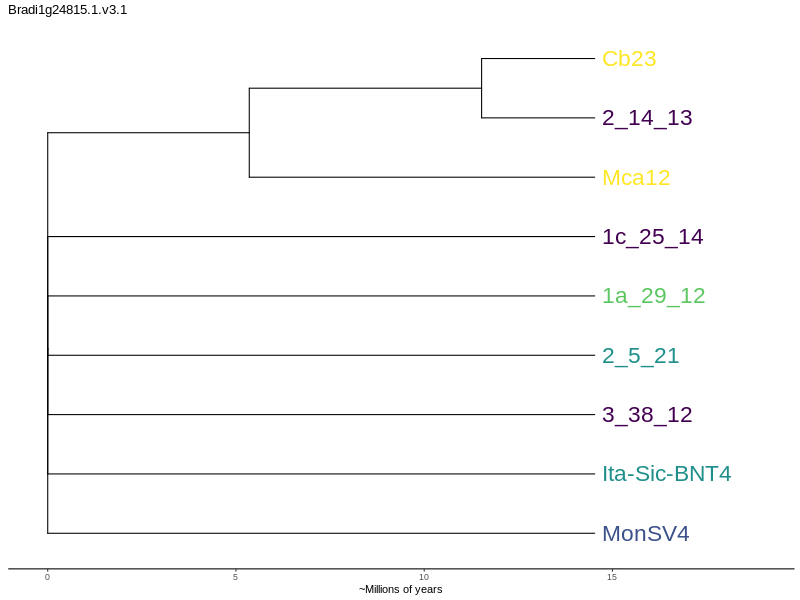 Bradi1g24815.1.v3.1
Cb23
2_14_13
Mca12
1c_25_14
1a_29_12
2_5_21
3_38_12
Ita-Sic-BNT4
MonSV4
0 5 10 15
~Millions of years